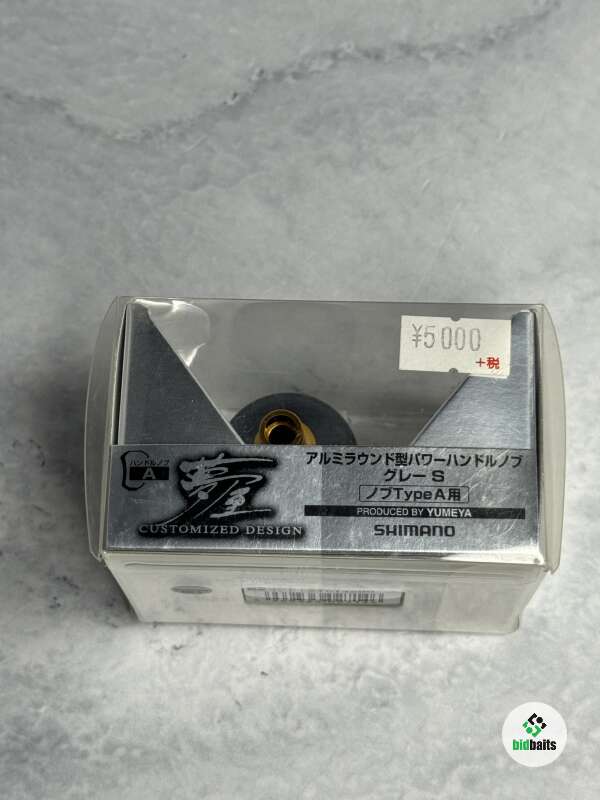 ¥5000
+税
ハンドルノブ
A
夢屋
CUSTOMIZED DESIGN
アルミラウンド型パワーハンドルノブ
グレー S
ノブTypeA用
PRODUCED BY YUMEYA
SHIMANO
bidbaits